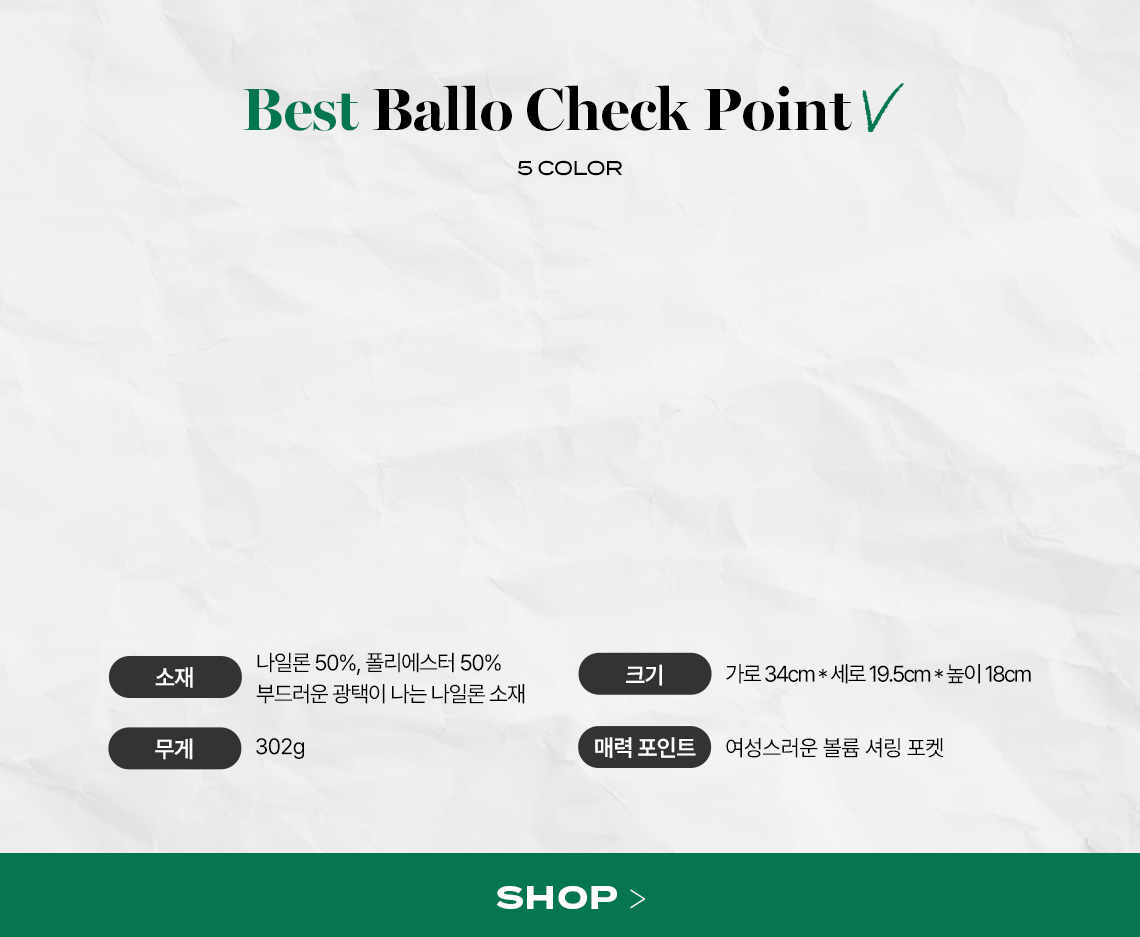 Best Ballo Check Point
5 COLOR
소재
나일론 50%, 폴리에스터 50%
부드러운 광택이 나는 나일론 소재
크기
가로 34cm * 세로 19.5cm * 높이 18cm
무게
302g
매력 포인트
여성스러운 볼륨 셔링 포켓
SHOP >